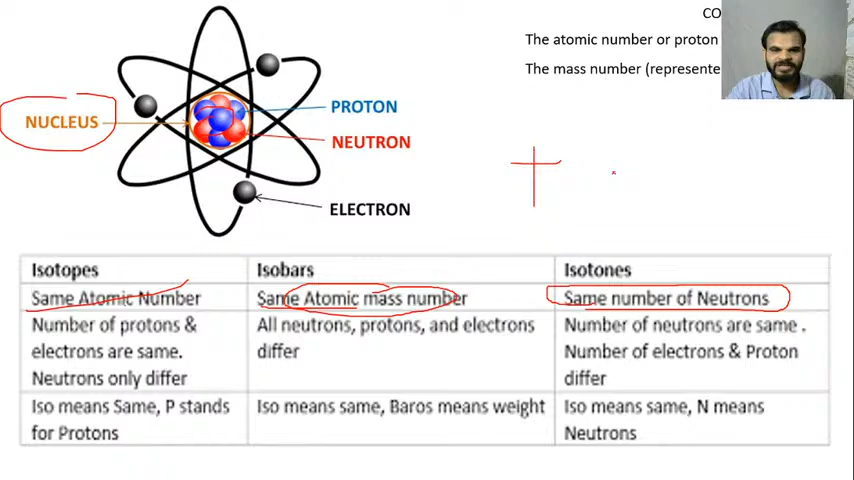 CO
The atomic number or proton
The mass number (represente
PROTON
NUCLEUS
NEUTRON
ELECTRON
Isotopes Isobars Isotones
Same Atomic Number Same Atomic mass number Same number of Neutrons
Number of protons & All neutrons, protons, and electrons Number of neutrons are same .
electrons are same. differ Number of electrons & Proton
Neutrons only differ differ
Iso means Same, P stands Iso means same, Baros means weight Iso means same, N means
for Protons Neutrons